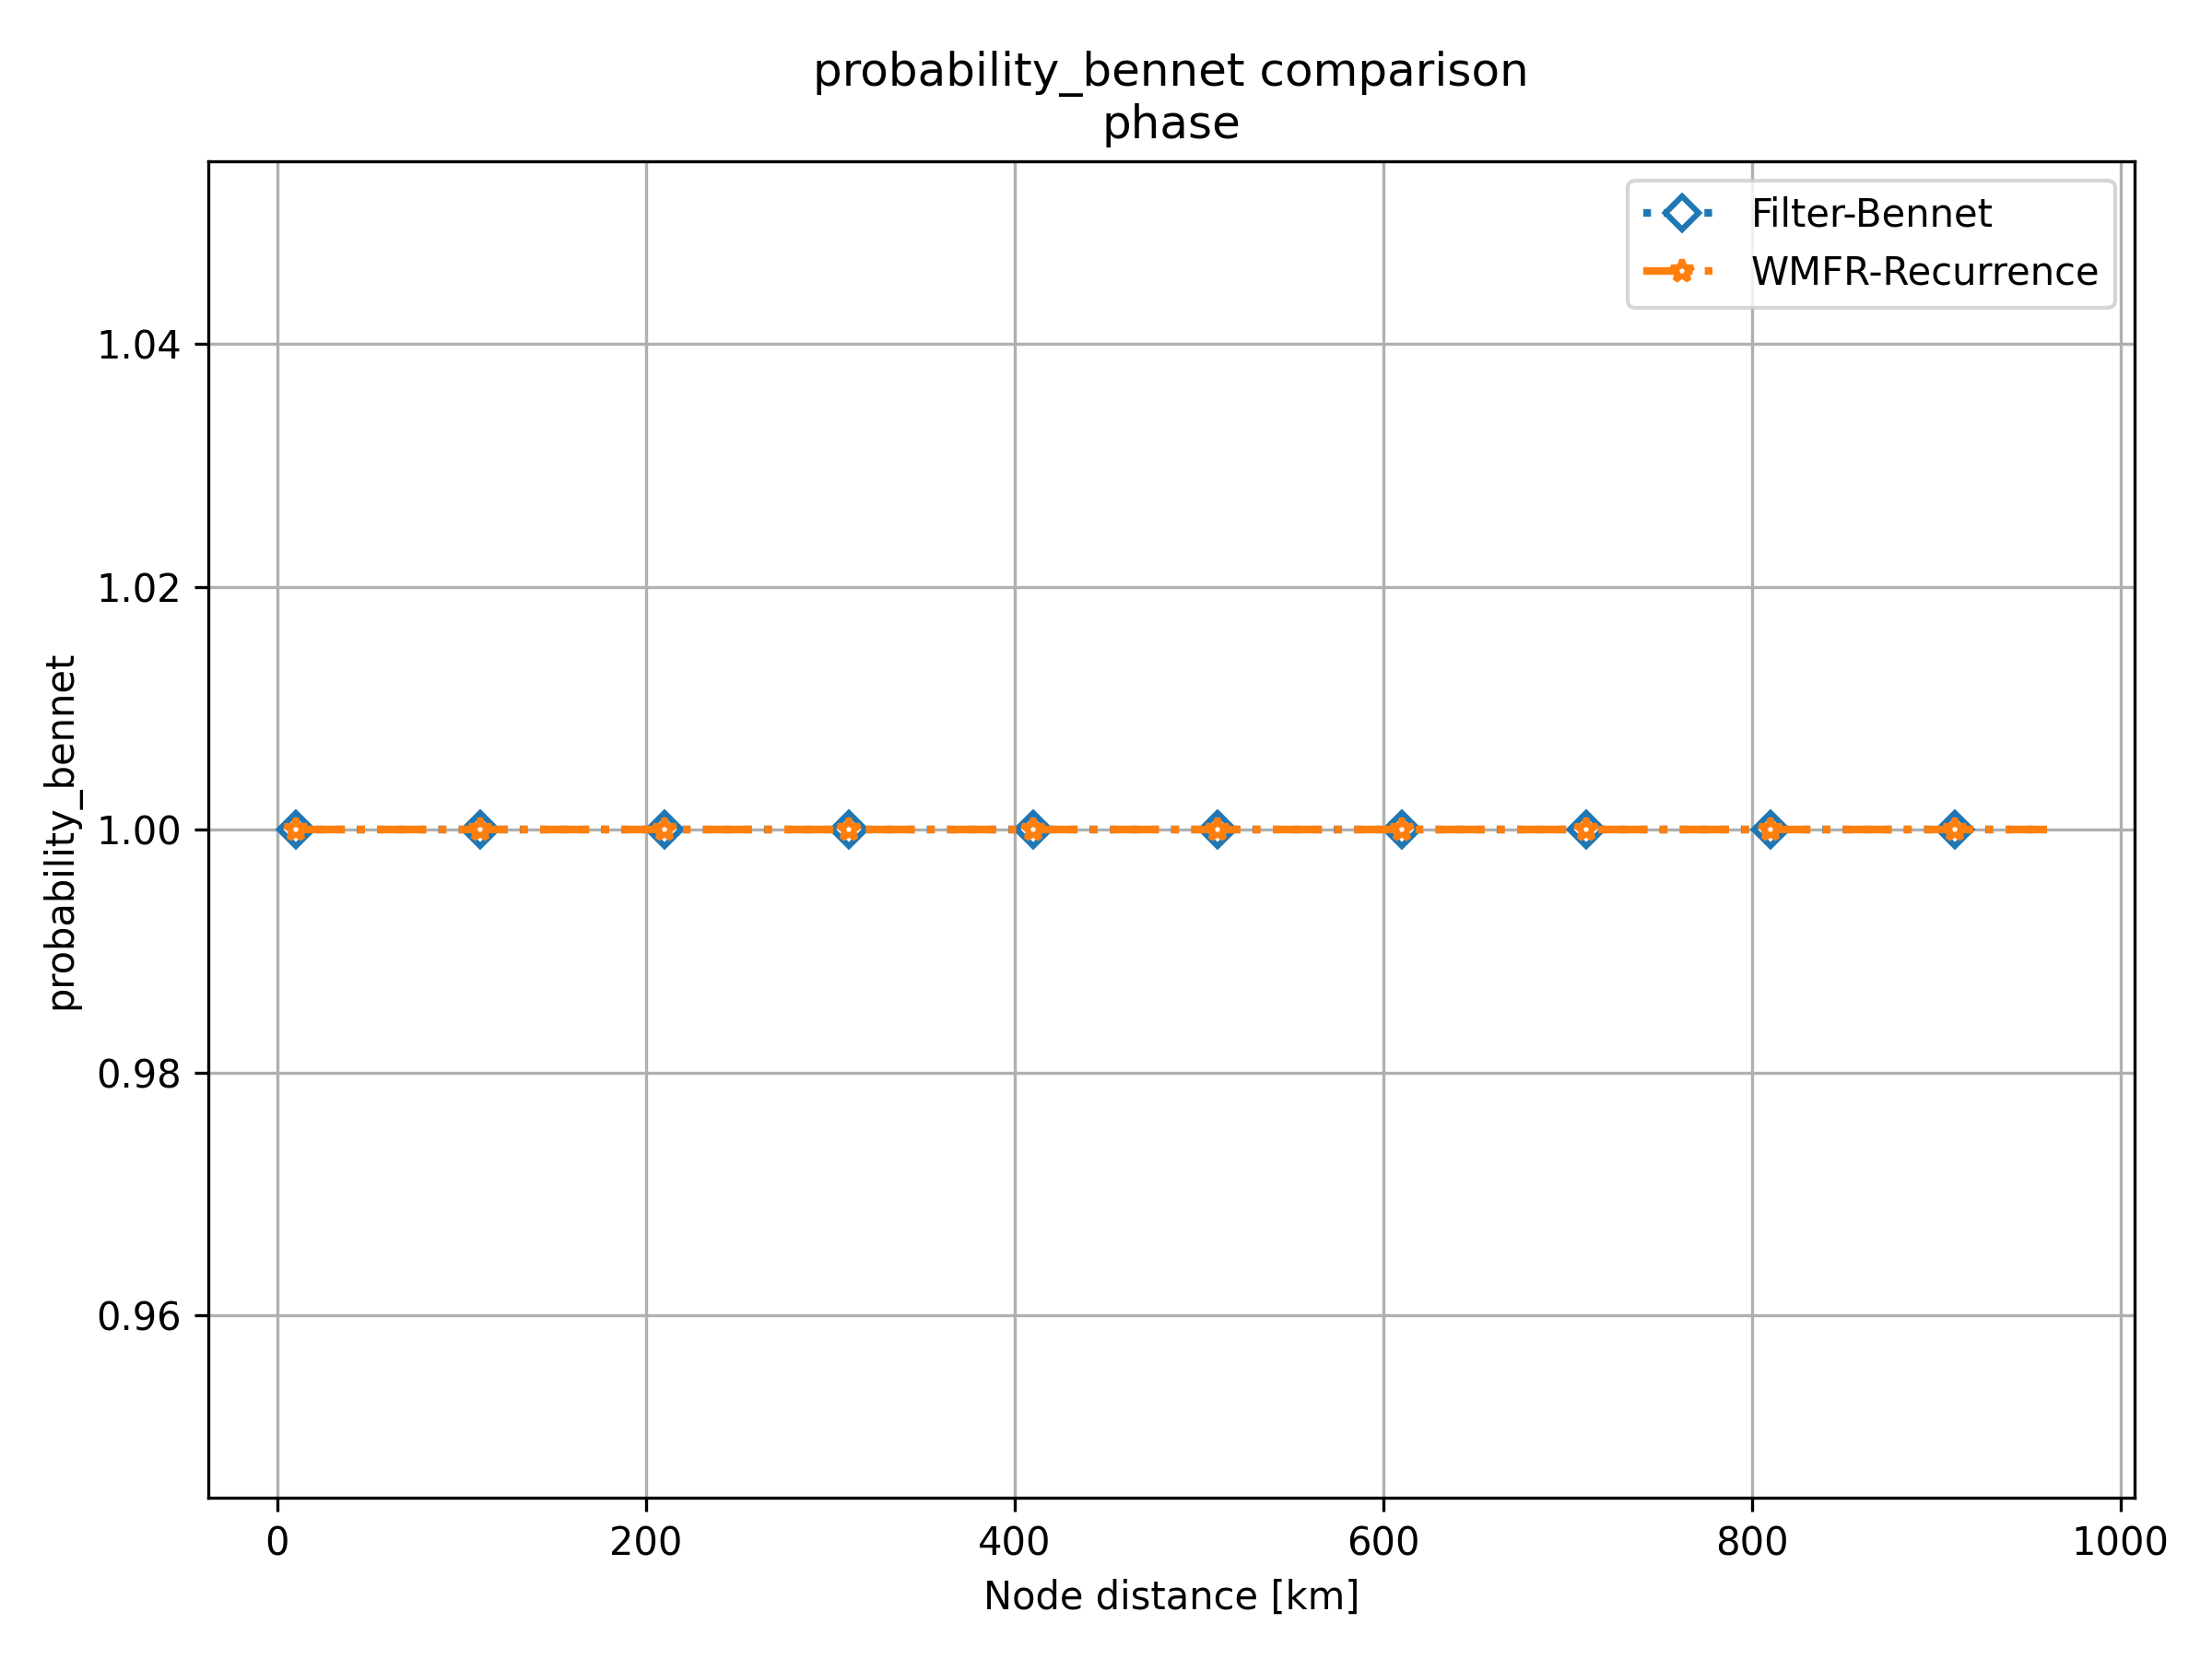 probability_bennet comparison
phase
Filter-Bennet
WMFR-Recurrence
probability_bennet
1.04
1.02
1.00
0.98
0.96
0
200
400
600
800
1000
Node distance [km]